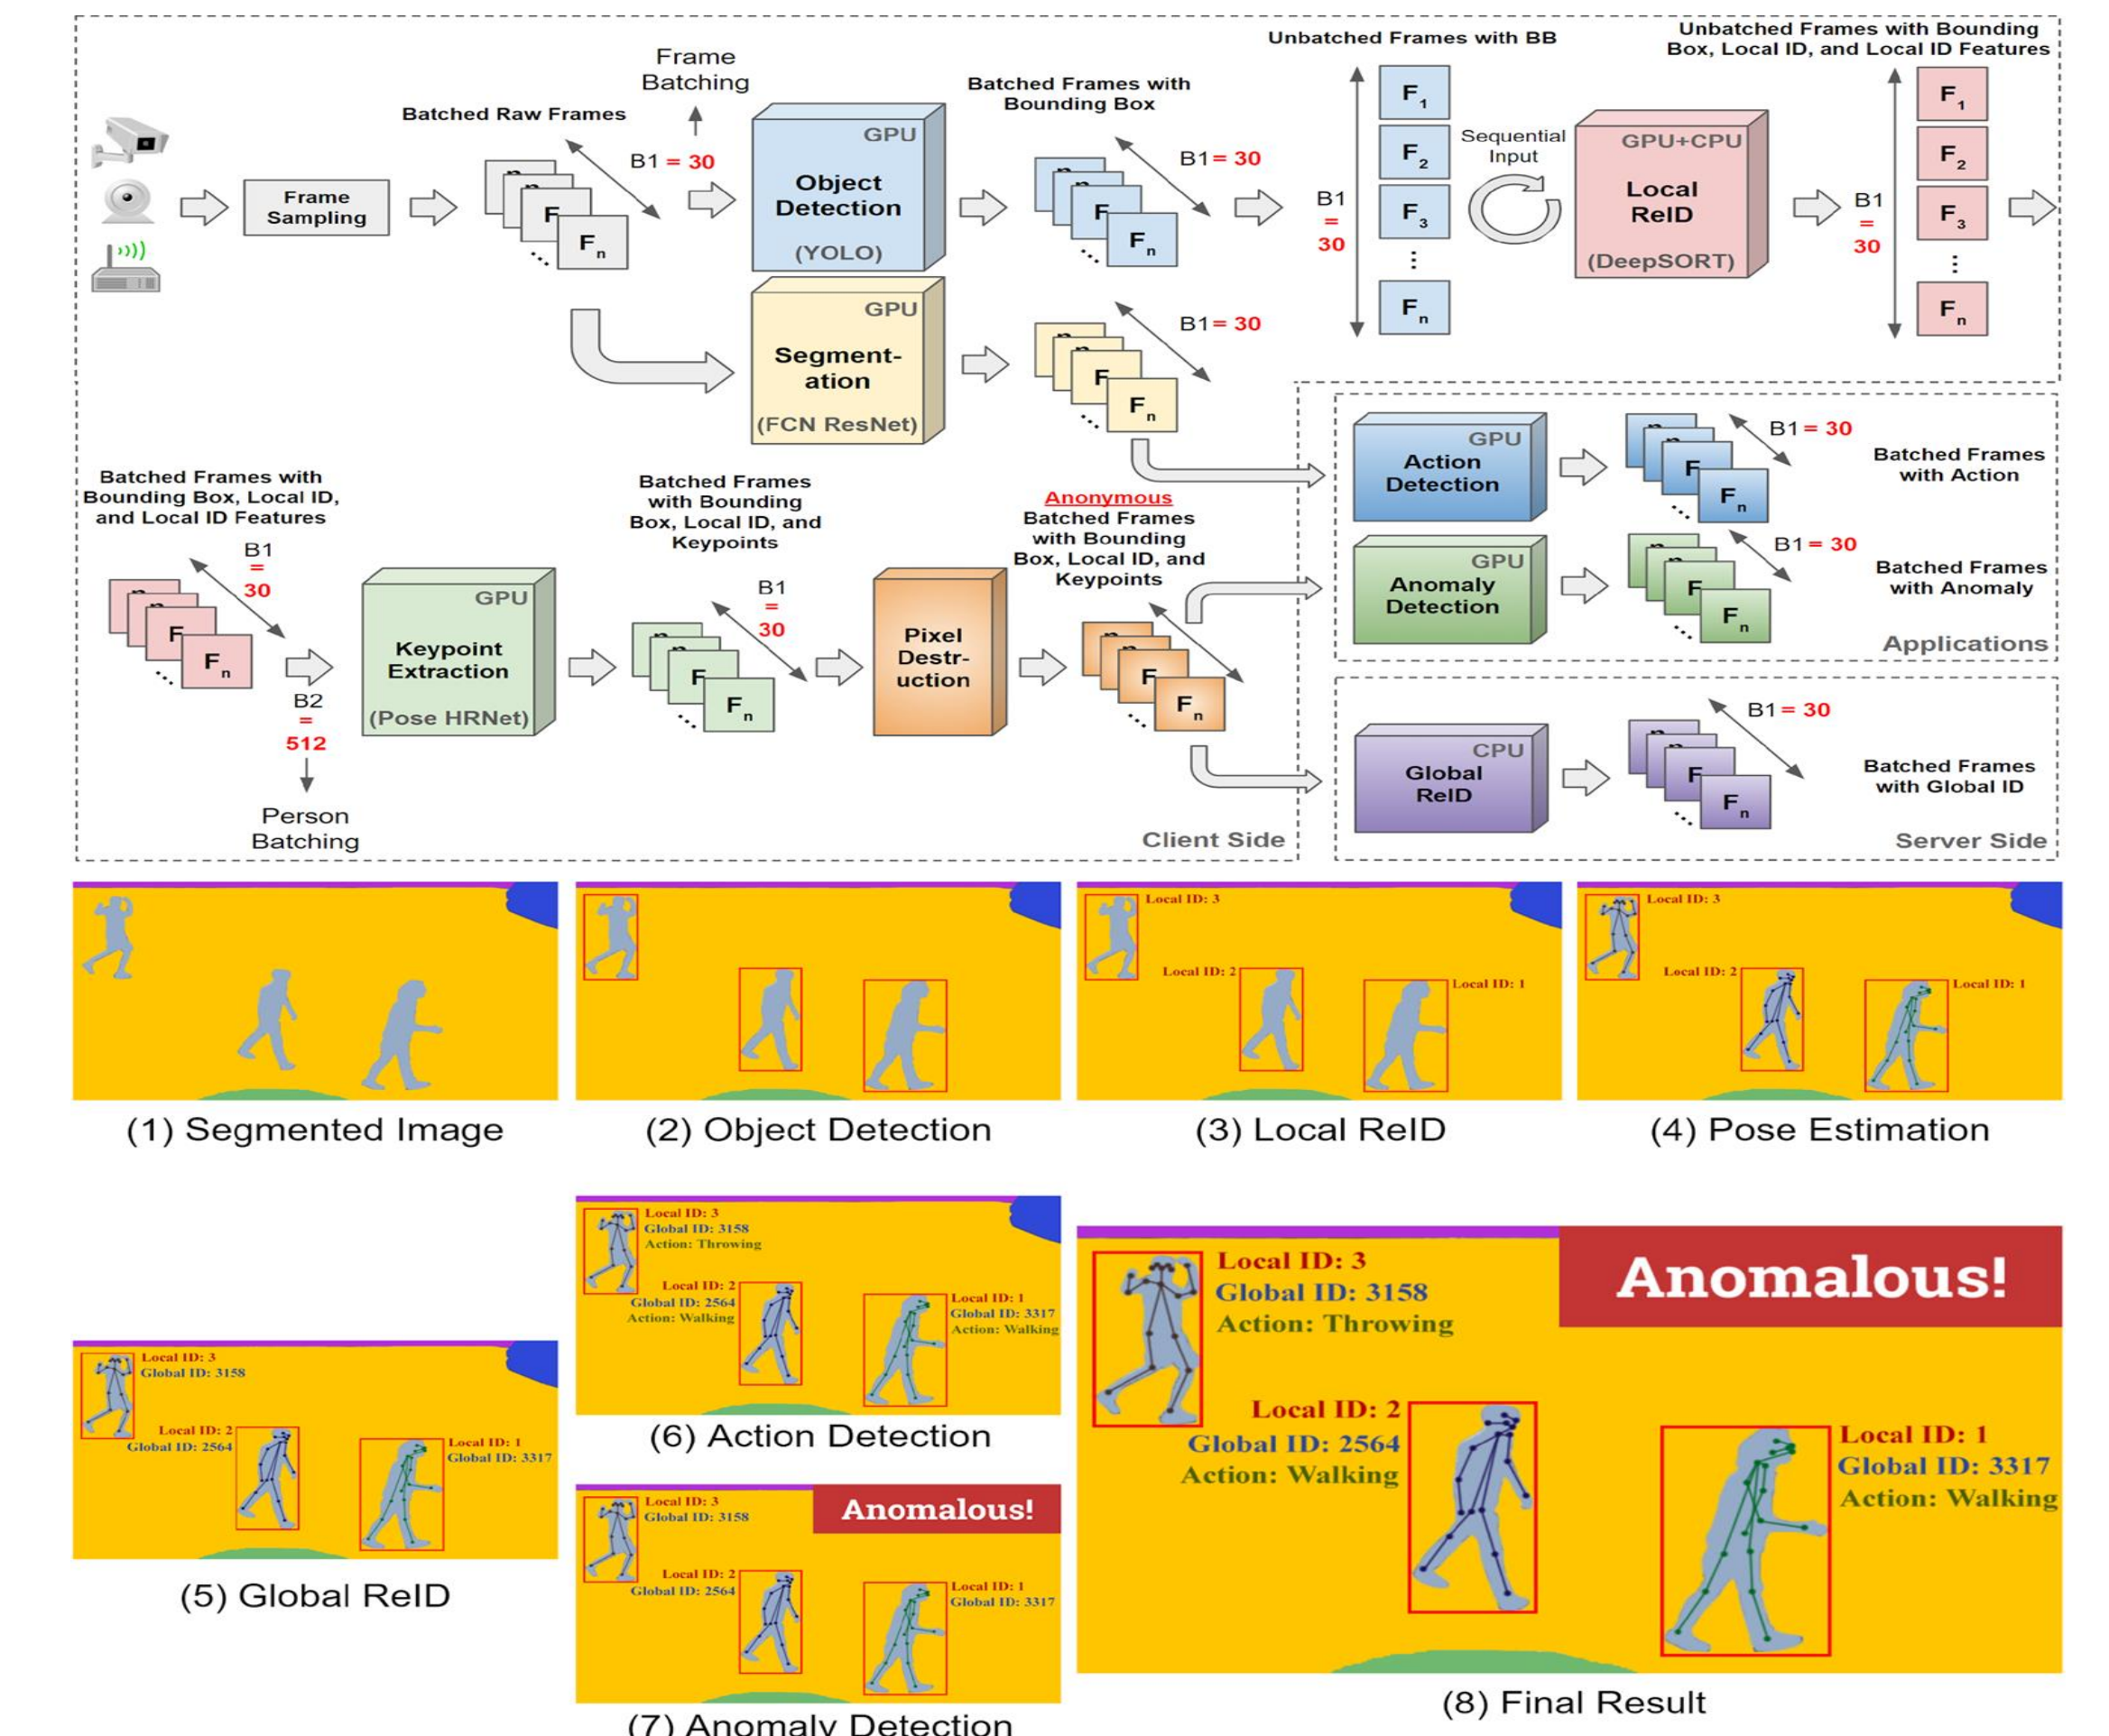 Frame
Sampling
Batched Raw Frames
F
Fn
Frame
Batching
B1 = 30
GPU
Object
Detection
(YOLO)
Batched Frames with
Bounding Box
B1= 30
F
Fn
Unbatched Frames with BB
B1
=
30
F1
F2
F3
Fn
Sequential
Input
GPU+CPU
Local
ReID
(DeepSORT)
Unbatched Frames with Bounding
Box, Local ID, and Local ID Features
B1
=
30
F1
F2
F3
Fn
GPU
Segment-
ation
(FCN ResNet)
B1= 30
F
Fn
Batched Frames with
Bounding Box, Local ID,
and Local ID Features
B1
=
30
F
Fn
B2
=
512
Person
Batching
GPU
Keypoint
Extraction
(Pose HRNet)
Batched Frames
with Bounding
Box, Local ID, and
Keypoints
B1
=
30
F
Fn
Pixel
Destr-
uction
Anonymous
Batched Frames
with Bounding
Box, Local ID, and
Keypoints
F
Fn
Client Side
GPU
Action
Detection
F
Fn
B1= 30
Batched Frames
with Action
GPU
Anomaly
Detection
F
Fn
B1= 30
Batched Frames
with Anomaly
Applications
CPU
Global
ReID
F
Fn
B1= 30
Batched Frames
with Global ID
Server Side
(1) Segmented Image
(2) Object Detection
Local ID: 3
Local ID: 2
Local ID: 1
(3) Local ReID
Local ID: 3
Local ID: 2
Local ID: 1
(4) Pose Estimation
Local ID: 3
Global ID: 3158
Local ID: 2
Global ID: 2564
Local ID: 1
Global ID: 3317
(5) Global ReID
Local ID: 3
Global ID: 3158
Action: Throwing
Local ID: 2
Global ID: 2564
Action: Walking
Local ID: 1
Global ID: 3317
Action: Walking
(6) Action Detection
Local ID: 3
Global ID: 3158
Anomalous!
Local ID: 2
Global ID: 2564
Local ID: 1
Global ID: 3317
(7) Anomaly Detection
Local ID: 3
Global ID: 3158
Action: Throwing
Anomalous!
Local ID: 2
Global ID: 2564
Action: Walking
Local ID: 1
Global ID: 3317
Action: Walking
(8) Final Result